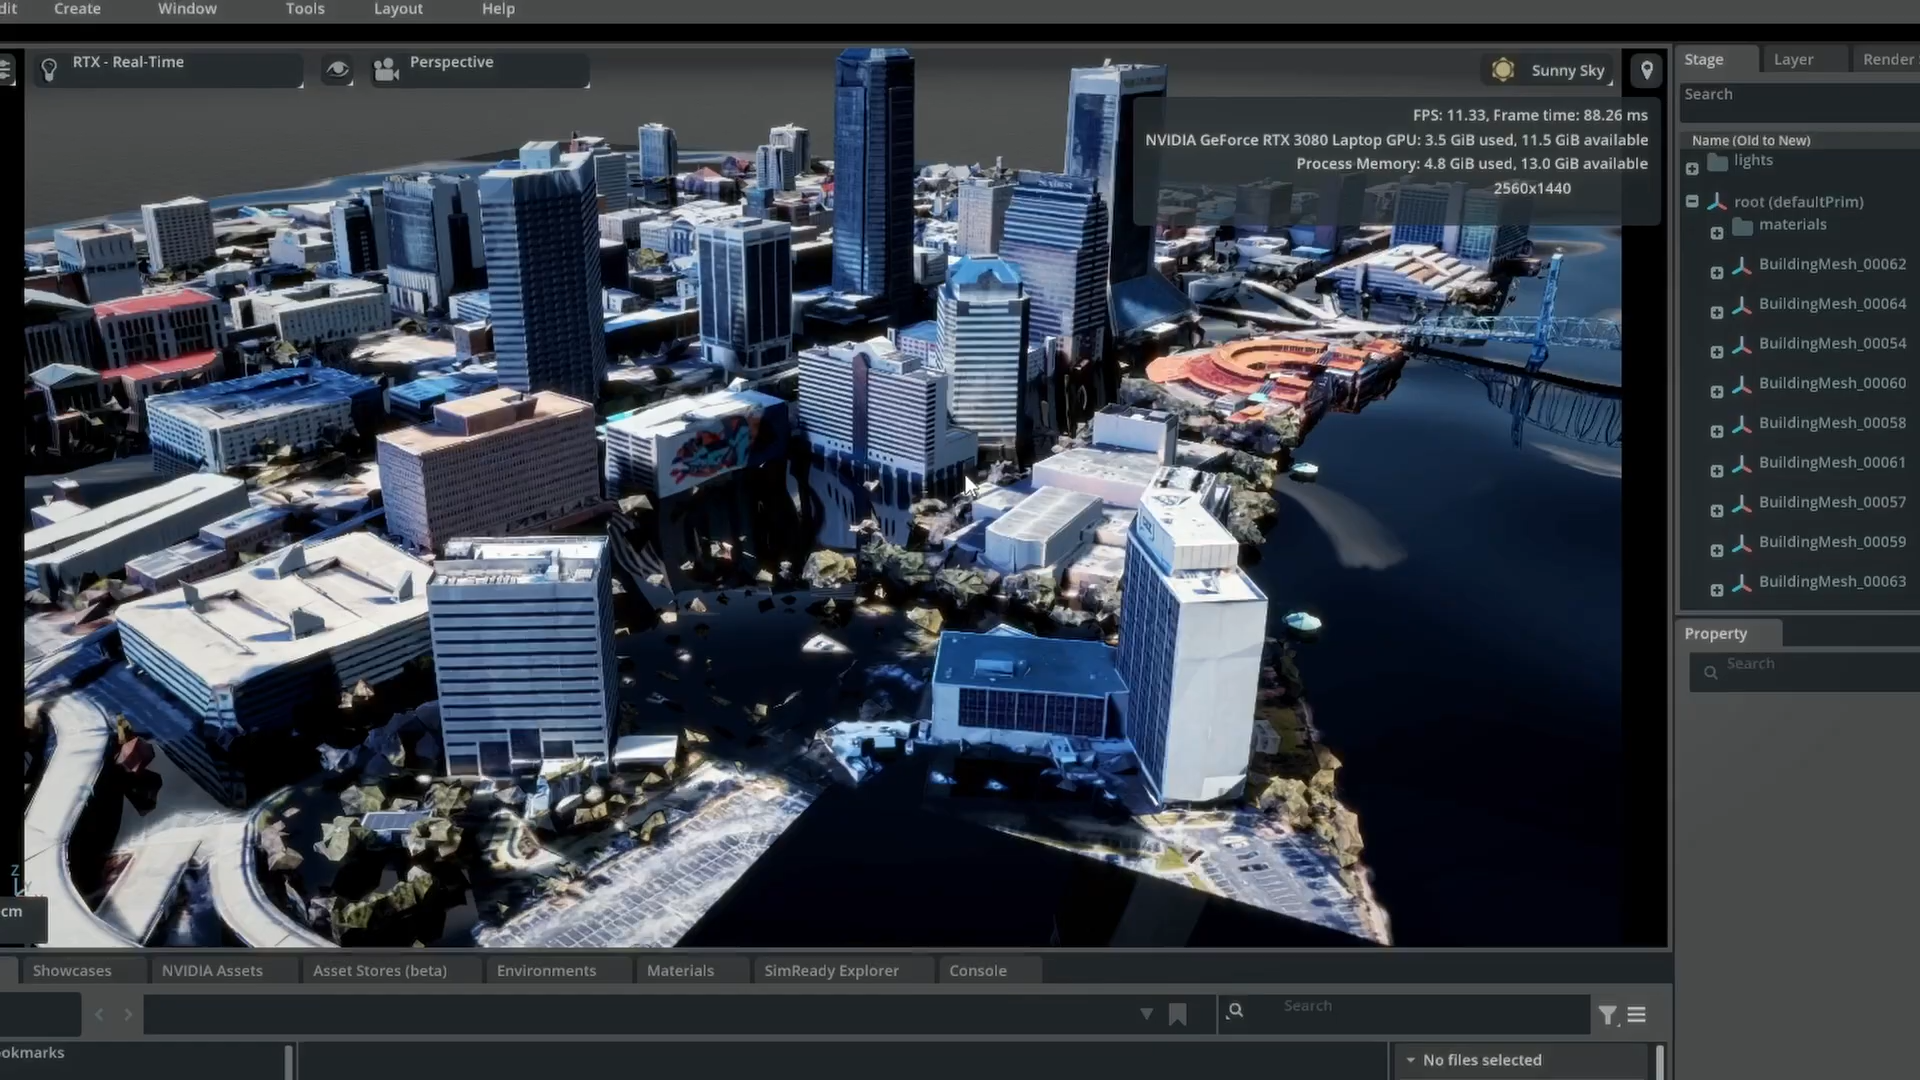 dit Create Window Tools Layout Help
RTX - Real-Time
Perspective
Sunny Sky
FPS: 11.33, Frame time: 88.26 ms
NVIDIA GeForce RTX 3080 Laptop GPU: 3.5 GiB used, 11.5 GiB available
Process Memory: 4.8 GiB used, 13.0 GiB available
2560x1440
Stage Layer Render
Search
Name (Old to New)
lights
root (defaultPrim)
materials
BuildingMesh_00062
BuildingMesh_00064
BuildingMesh_00054
BuildingMesh_00060
BuildingMesh_00058
BuildingMesh_00061
BuildingMesh_00057
BuildingMesh_00059
BuildingMesh_00063
Property
Search
Z
cm
Showcases NVIDIA Assets Asset Stores (beta) Environments Materials SimReady Explorer Console
Search
okmarks
No files selected